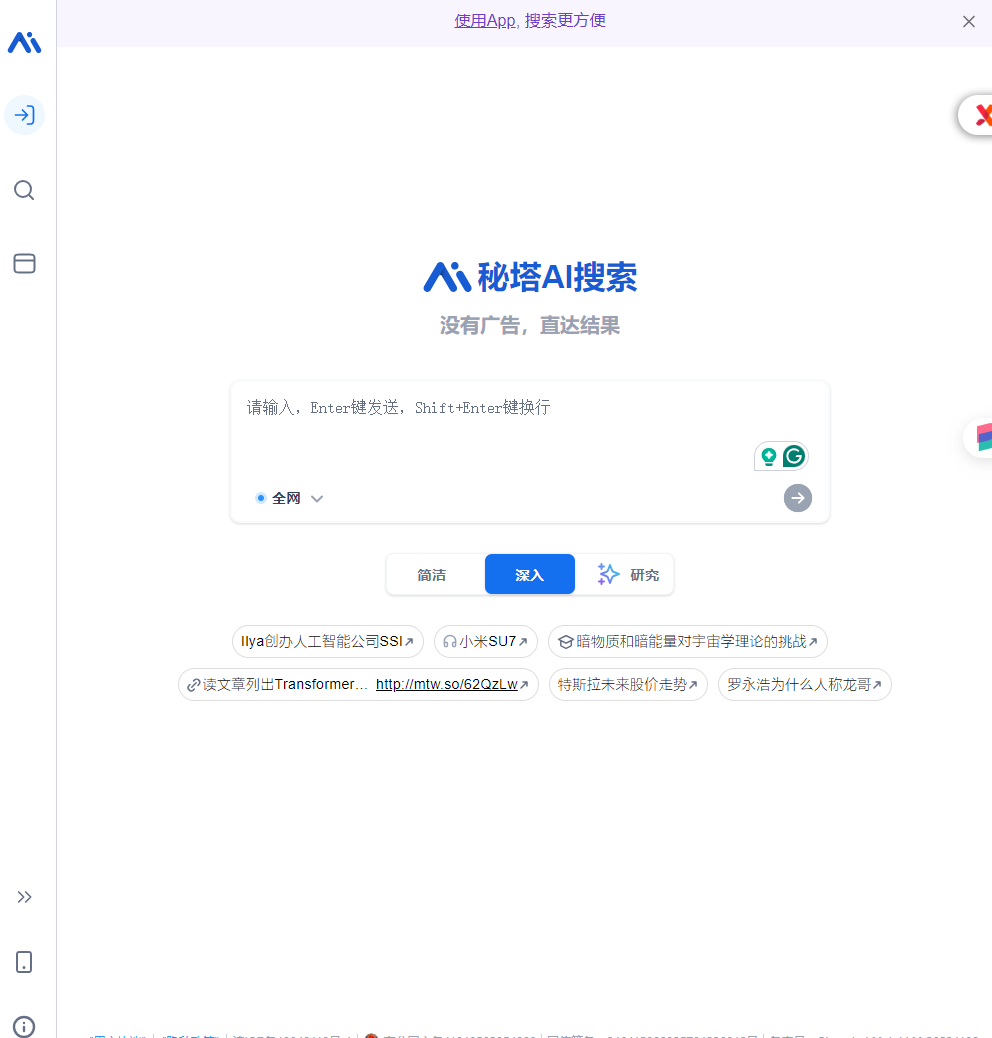 使用App, 搜索更方便
秘塔AI搜索
没有广告，直达结果
请输入，Enter键发送，Shift+Enter键换行
全网
简洁 深入 研究
Ilya创办人工智能公司SSI 小米SU7 暗物质和暗能量对宇宙学理论的挑战
读文章列出Transformer… http://mtw.so/62QzLw 特斯拉未来股价走势 罗永浩为什么人称龙哥